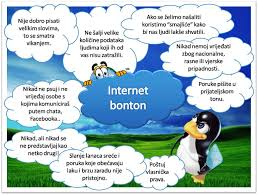 Nije dobro pisati
velikim slovima,
to se smatra
vikanjem.
Ne šalji velike
količine podataka
ljudima koji ih od
vas nisu zatražili.
Ako se želimo našaliti
koristimo "smajliće" kako
bi nas ljudi lakše shvatili.
Nikad nemoj vrijeđati
zbog nacionalne,
rasne ili vjerske
pripadnosti.
Internet
bonton
Nikad ne psuj i ne
vrijeđaj osobe s
kojima komuniciraš
putem chata,
Facebooka.,
Poruke pišite u
prijateljskom
tonu.
Nikad, ali nikad se
ne predstavljaj kao
netko drugi!
Slanje lanaca sreće i
poruka koje obećavaju
laku i brzu zaradu nije
pristojno.
Poštuj
vlasnička
prava.